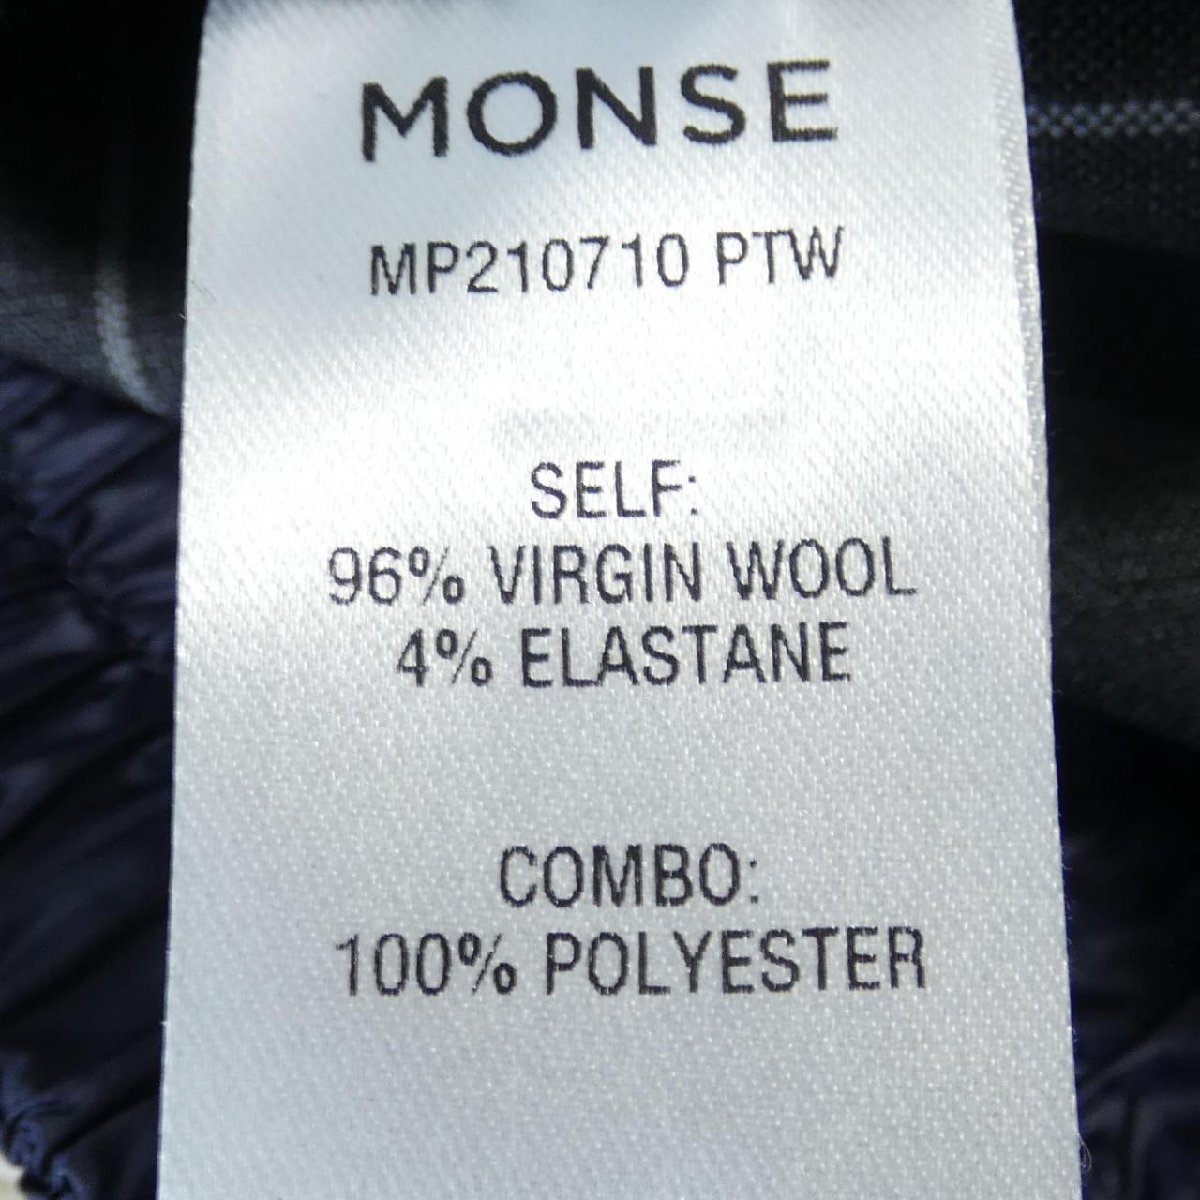 MONSE
MP210710 PTW
SELF:
96% VIRGIN WOOL
4% ELASTANE
COMBO:
100% POLYESTER